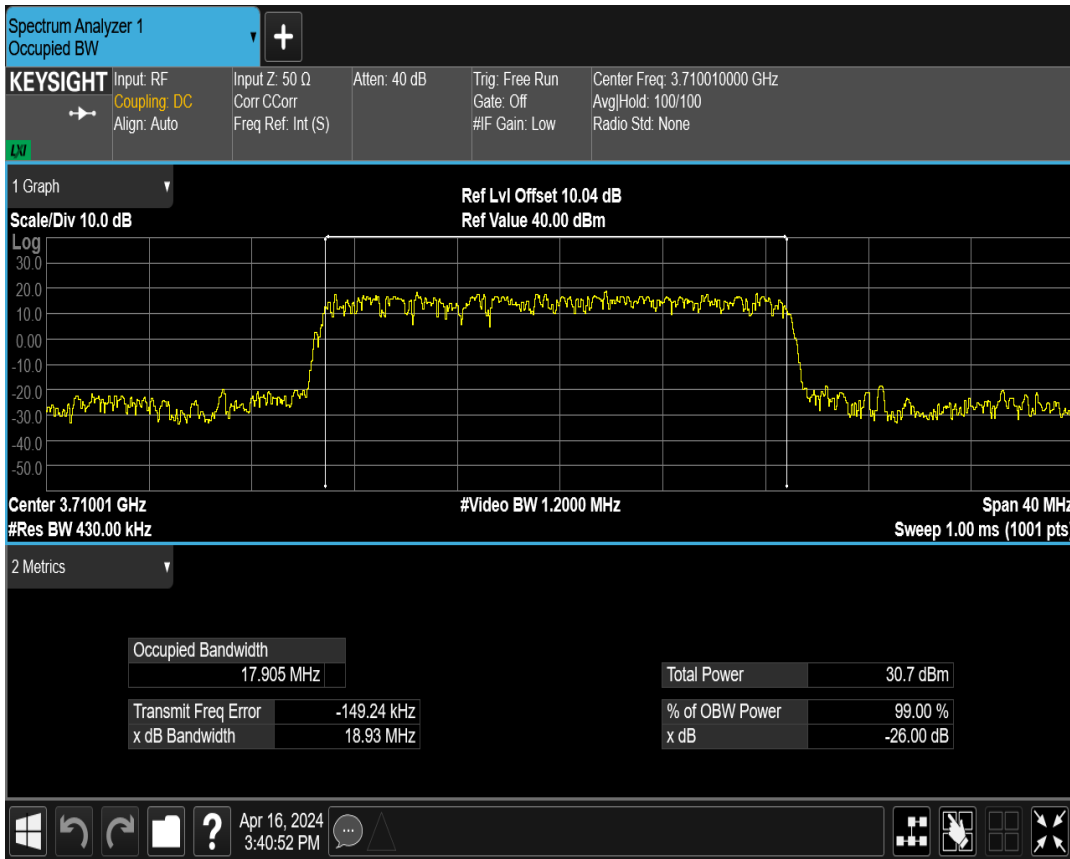 Spectrum Analyzer 1
Occupied BW
KEYSIGHT
LXI
Input: RF
Coupling: DC
Align: Auto
Input Z: 50 Ω
Corr CCorr
Freq Ref: Int (S)
Atten: 40 dB
Trig: Free Run
Gate: Off
#IF Gain: Low
Center Freq: 3.710010000 GHz
Avg|Hold: 100/100
Radio Std: None
1 Graph
Scale/Div 10.0 dB
Ref Lvl Offset 10.04 dB
Ref Value 40.00 dBm
Log
30.0
20.0
10.0
0.00
-10.0
-20.0
-30.0
-40.0
-50.0
Center 3.71001 GHz
#Video BW 1.2000 MHz
Span 40 MHz
#Res BW 430.00 kHz
Sweep 1.00 ms (1001 pts)
2 Metrics
Occupied Bandwidth
17.905 MHz
Transmit Freq Error -149.24 kHz
x dB Bandwidth 18.93 MHz
Total Power 30.7 dBm
% of OBW Power 99.00 %
x dB -26.00 dB
?
Apr 16, 2024
3:40:52 PM